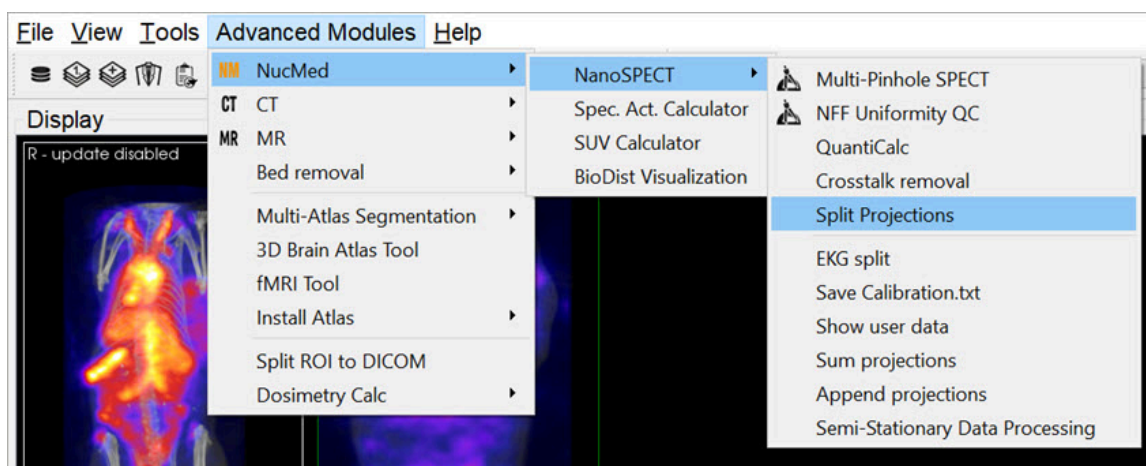 File View Tools Advanced Modules Help
Display
R - update disabled
NM NucMed
CT CT
MR MR
Bed removal
Multi-Atlas Segmentation
3D Brain Atlas Tool
fMRI Tool
Install Atlas
Split ROI to DICOM
Dosimetry Calc
NanoSPECT
Spec. Act. Calculator
SUV Calculator
BioDist Visualization
Multi-Pinhole SPECT
NFF Uniformity QC
QuantiCalc
Crosstalk removal
Split Projections
EKG split
Save Calibration.txt
Show user data
Sum projections
Append projections
Semi-Stationary Data Processing